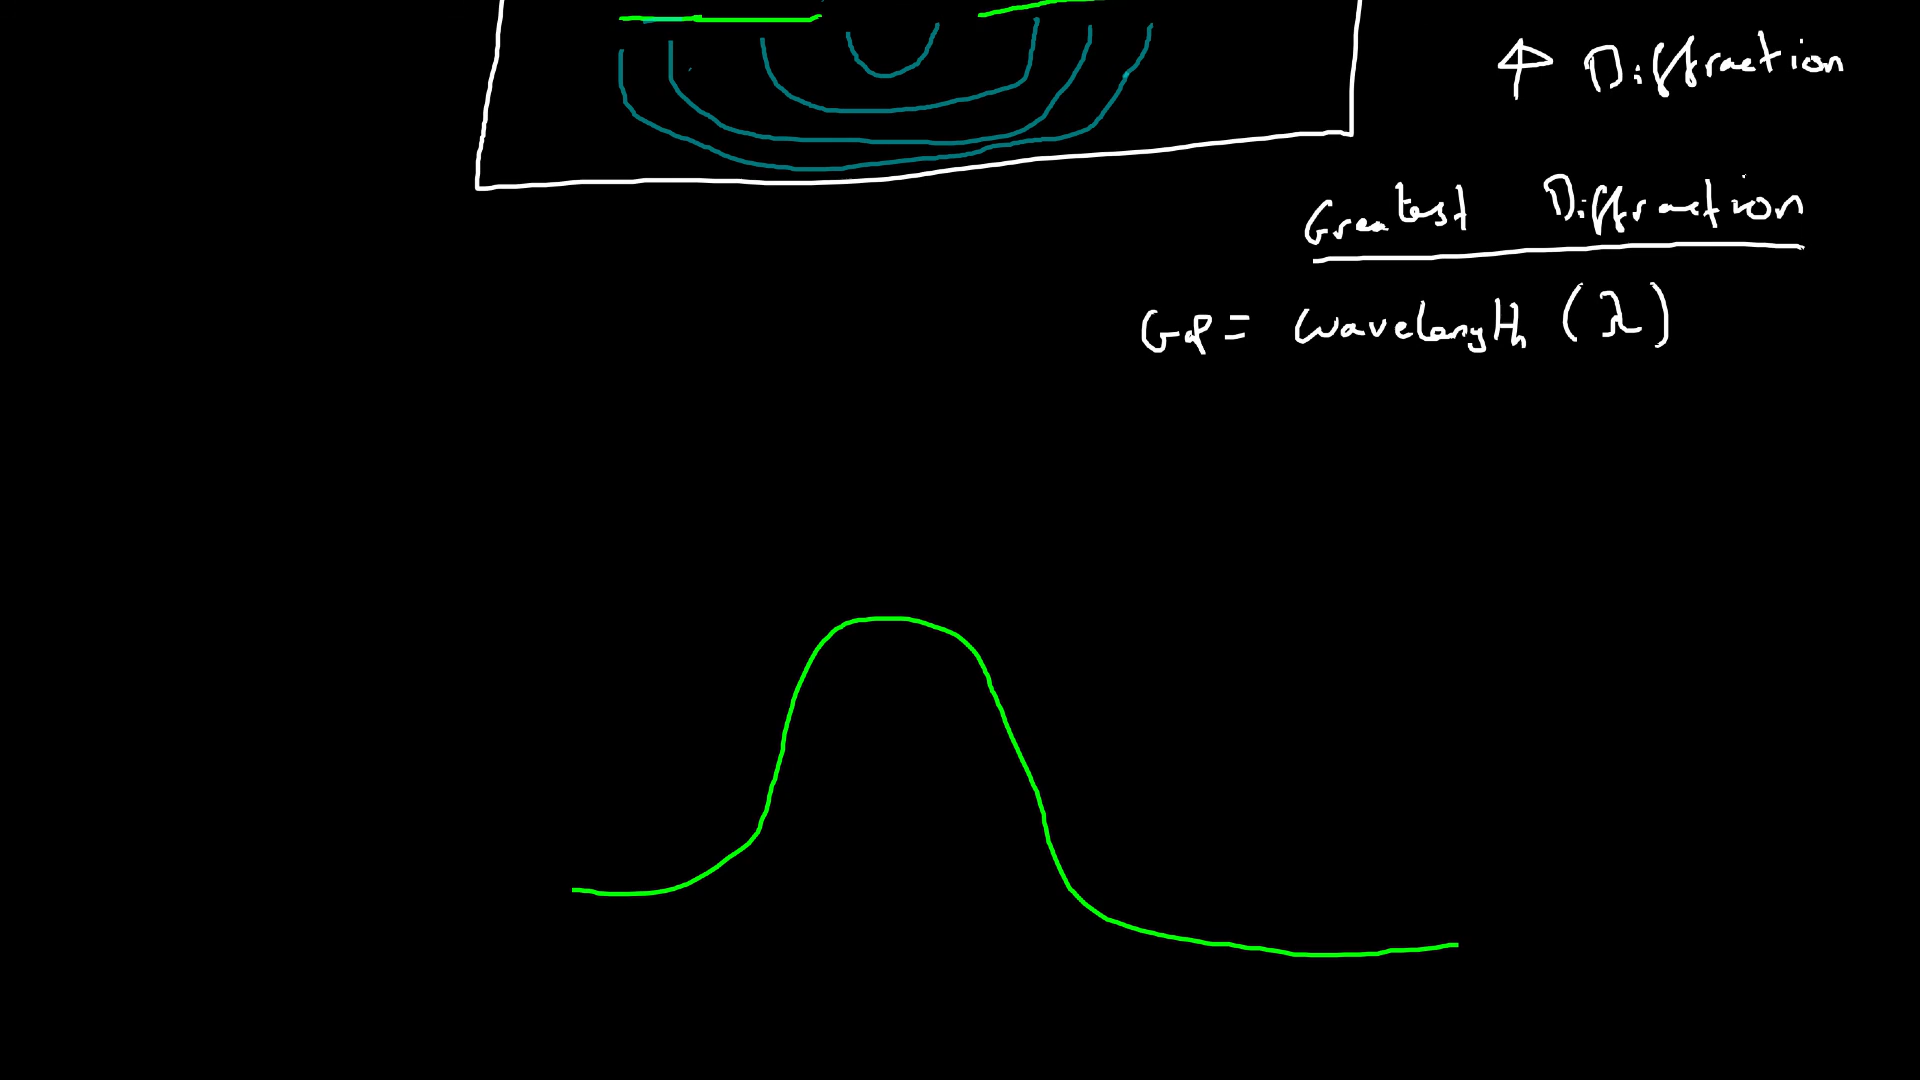 ↑ Diffraction
Greatest Diffraction
Gap = wavelength (λ)